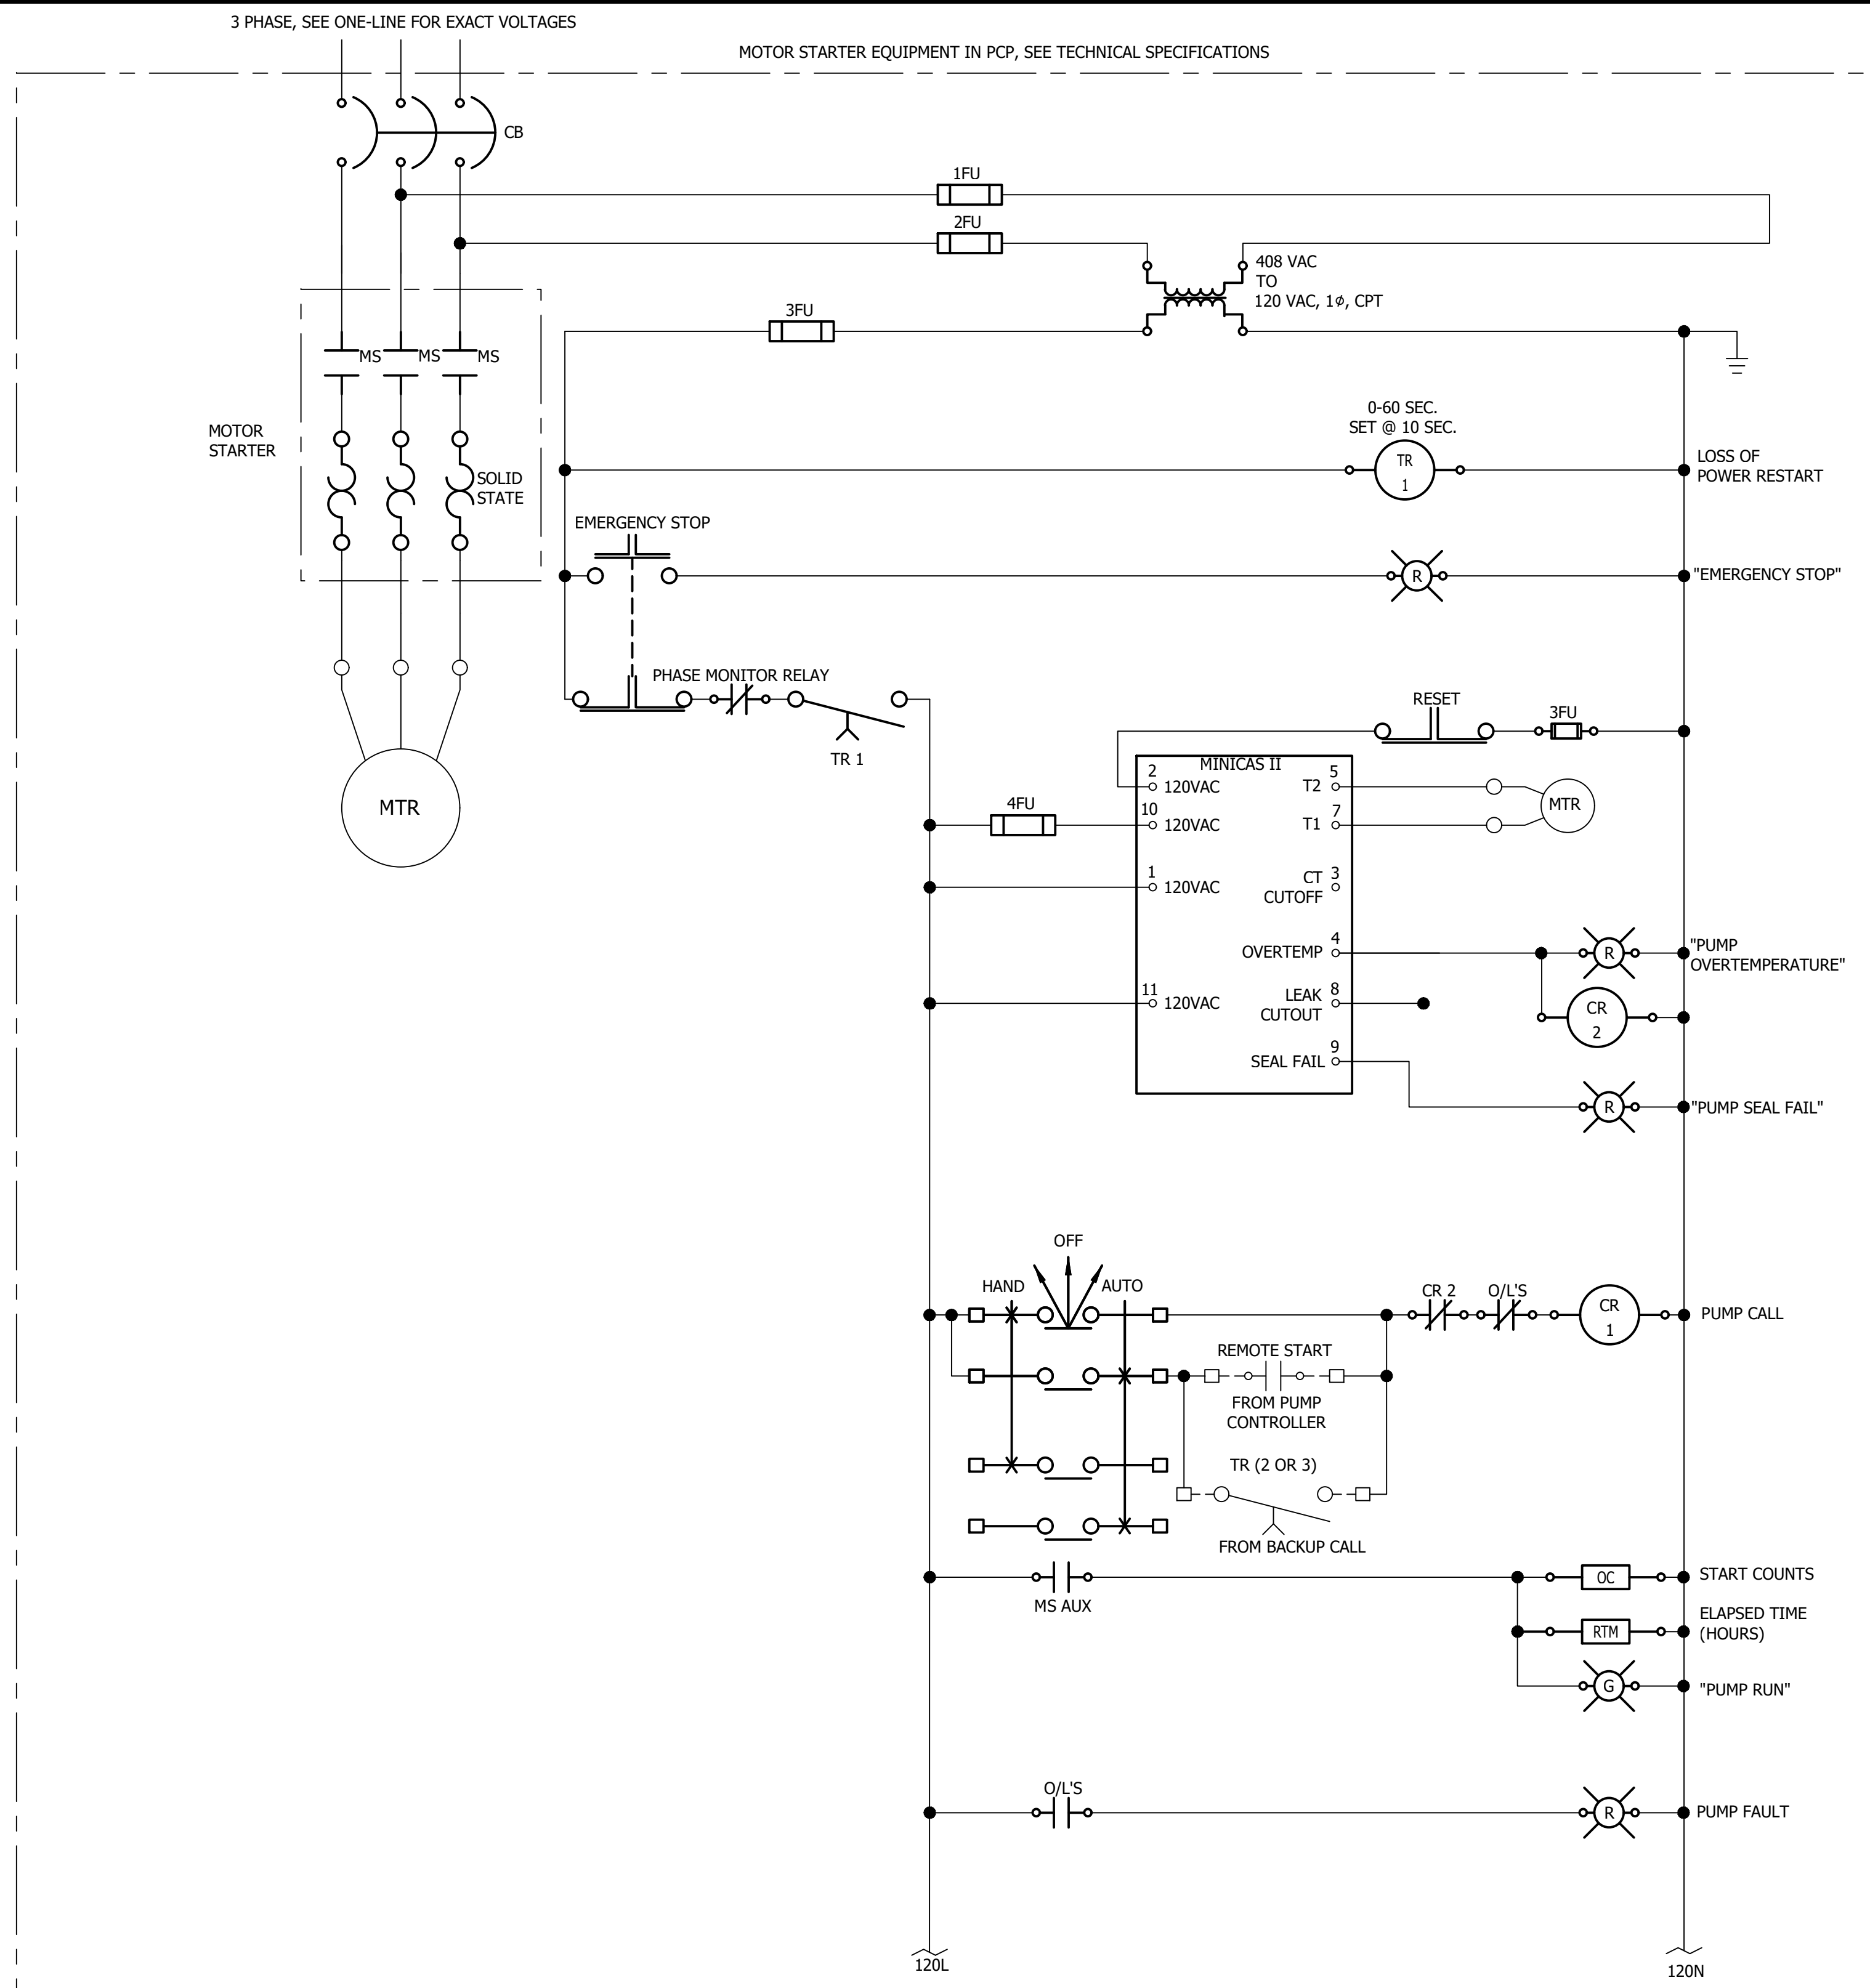 3 PHASE, SEE ONE-LINE FOR EXACT VOLTAGES
MOTOR STARTER EQUIPMENT IN PCP, SEE TECHNICAL SPECIFICATIONS
CB
1FU
2FU
408 VAC
TO
120 VAC, 1ϕ, CPT
3FU
MS
MS
MS
MOTOR
STARTER
SOLID
STATE
0-60 SEC.
SET @ 10 SEC.
TR
1
LOSS OF
POWER RESTART
EMERGENCY STOP
R
"EMERGENCY STOP"
PHASE MONITOR RELAY
TR 1
RESET
3FU
MTR
MINICAS II
2
120VAC
5
T2
10
120VAC
7
T1
MTR
4FU
1
120VAC
CT
CUTOFF
3
OVERTEMP
4
R
"PUMP
OVERTEMPERATURE"
11
120VAC
LEAK
CUTOUT
8
CR
2
SEAL FAIL
9
R
"PUMP SEAL FAIL"
OFF
HAND
AUTO
CR 2
O/L'S
CR
1
PUMP CALL
REMOTE START
FROM PUMP
CONTROLLER
TR (2 OR 3)
FROM BACKUP CALL
MS AUX
OC
START COUNTS
RTM
ELAPSED TIME
(HOURS)
G
"PUMP RUN"
O/L'S
R
PUMP FAULT
120L
120N